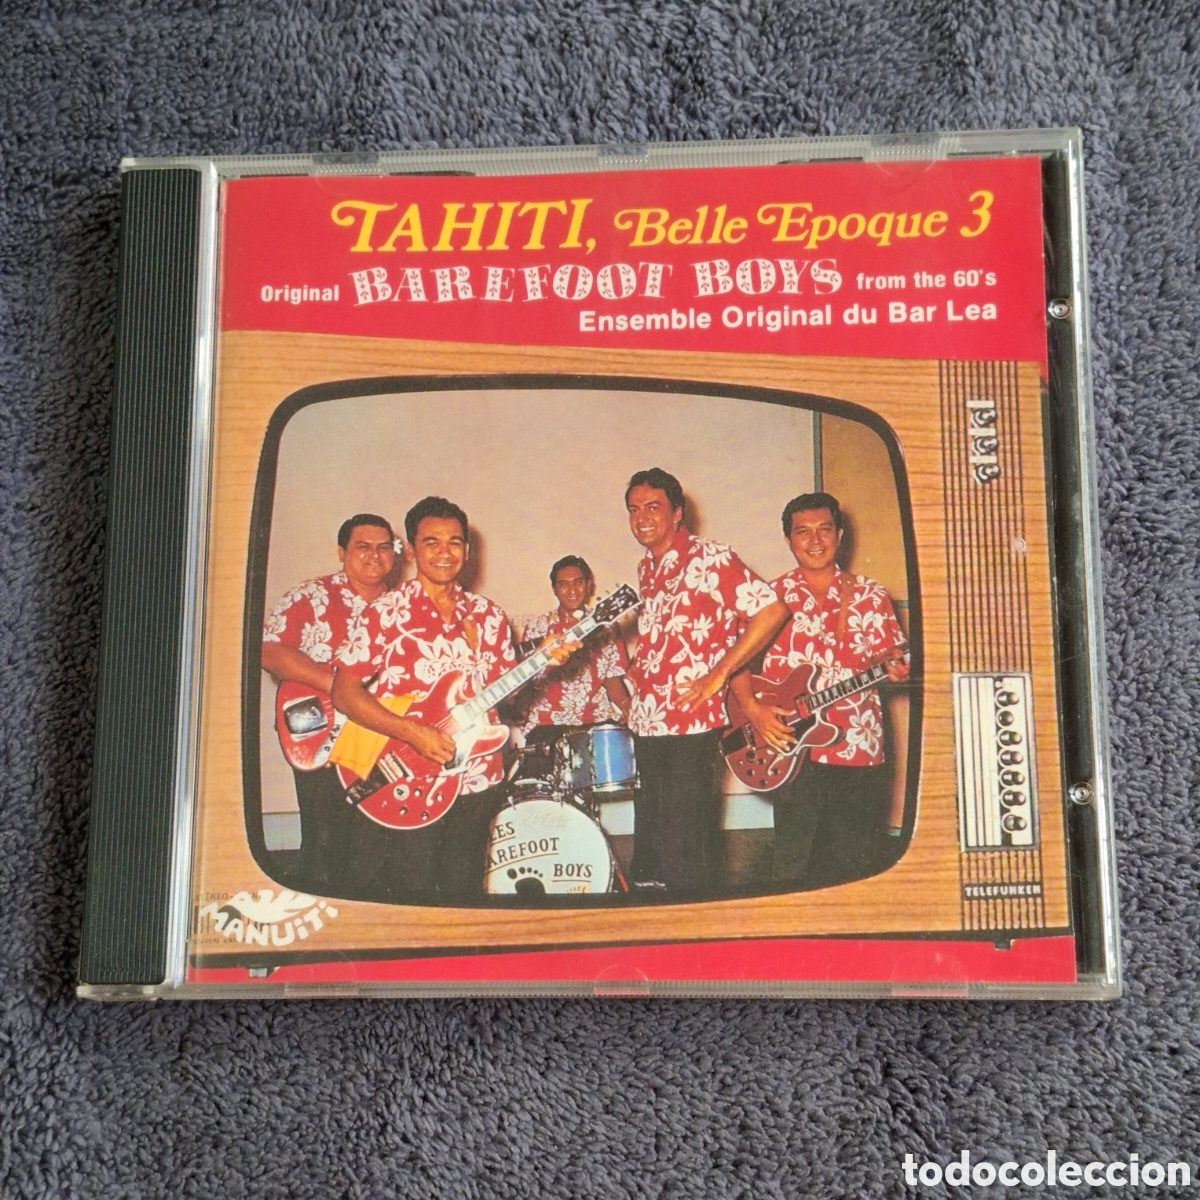 TAHITI, Belle Epoque 3
Original BAREFOOT BOYS from the 60's
Ensemble Original du Bar Lea
LES
BAREFOOT
BOYS
TELEFUNKEN
MANUiTi
todocoleccion